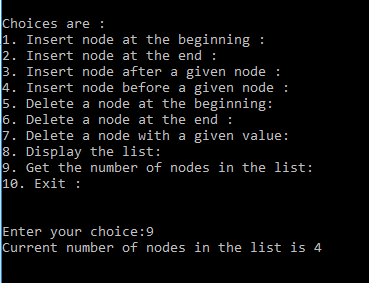 Choices are :
1. Insert node at the beginning :
2. Insert node at the end :
3. Insert node after a given node :
4. Insert node before a given node :
5. Delete a node at the beginning:
6. Delete a node at the end :
7. Delete a node with a given value:
8. Display the list:
9. Get the number of nodes in the list:
10. Exit :
Enter your choice:9
Current number of nodes in the list is 4